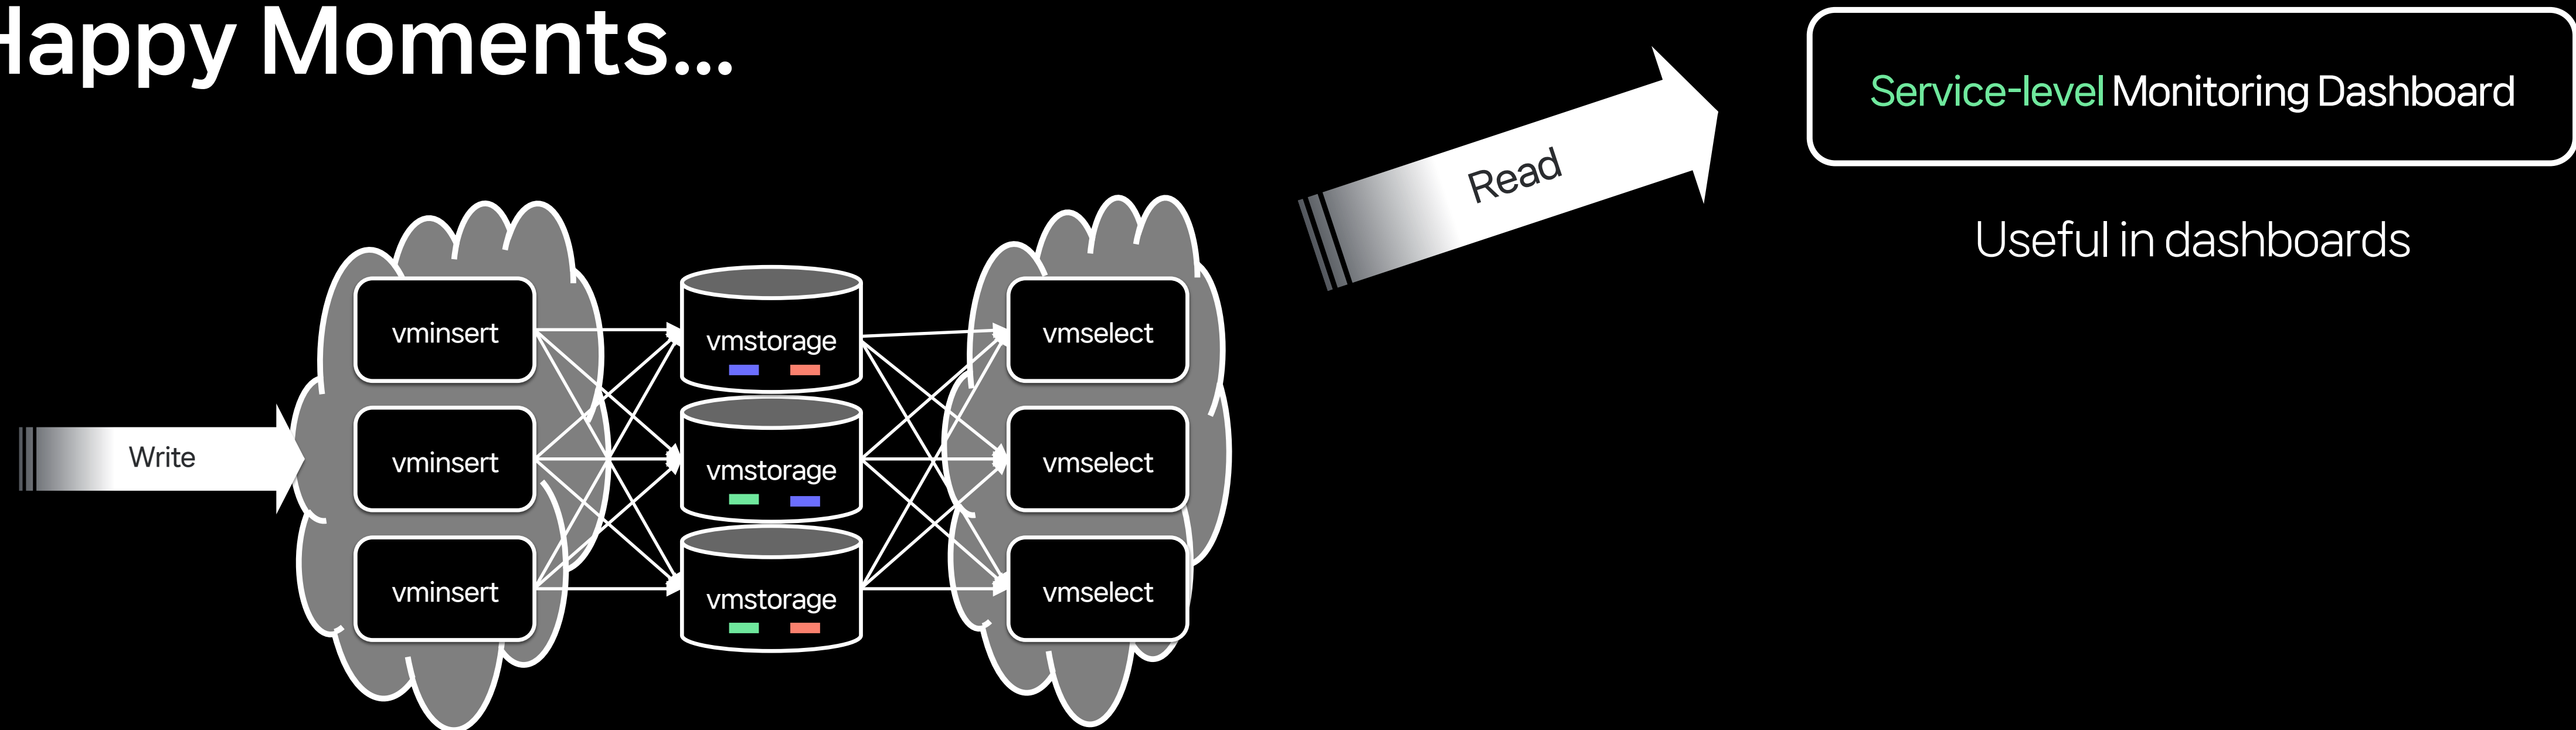 Happy Moments...
Service-level Monitoring Dashboard
Read
Useful in dashboards
vminsert
vmstorage
vmselect
Write
vminsert
vmstorage
vmselect
vminsert
vmstorage
vmselect